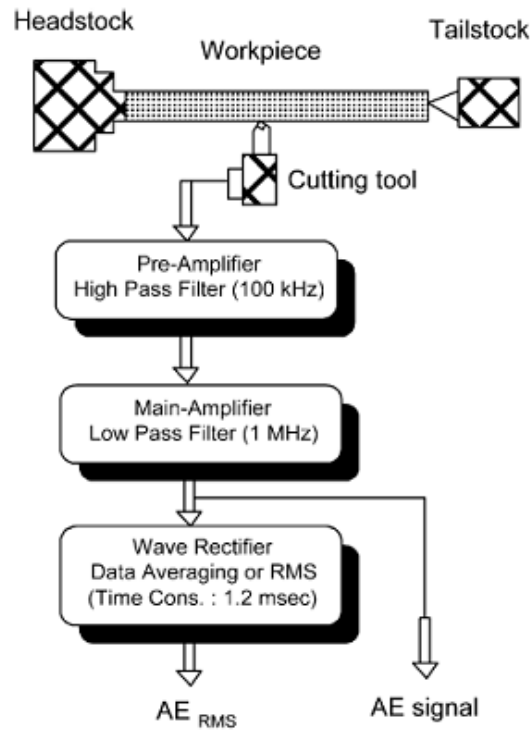 Headstock
Workpiece
Tailstock
Cutting tool
Pre-Amplifier
High Pass Filter (100 kHz)
Main-Amplifier
Low Pass Filter (1 MHz)
Wave Rectifier
Data Averaging or RMS
(Time Cons. : 1.2 msec)
AE RMS
AE signal